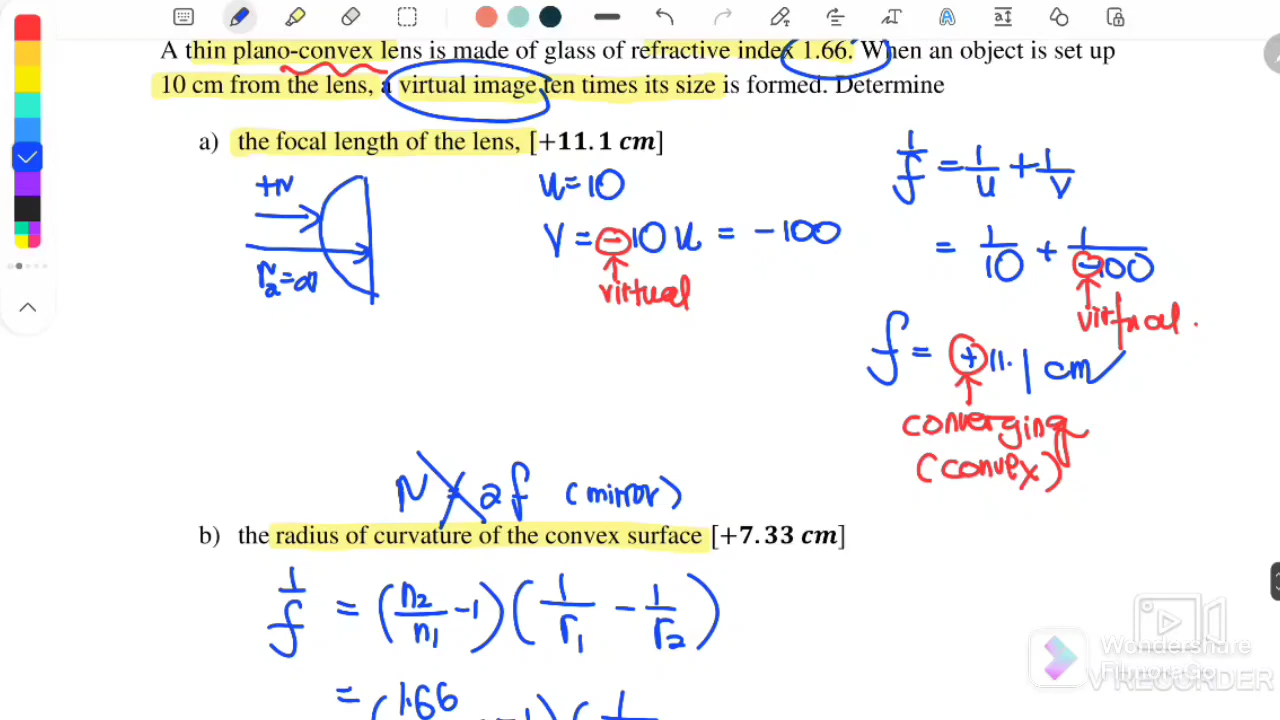 A thin plano-convex lens is made of glass of refractive index 1.66. When an object is set up
10 cm from the lens, a virtual image ten times its size is formed. Determine
a) the focal length of the lens, [+11.1 cm]
+r
r₂=∞
u=10
v = -10u = -100
virtual
1/f = 1/u + 1/v
= 1/10 + 1/-100
virtual.
f = +11.1 cm
converging
(convex)
r = 2f (mirror)
b) the radius of curvature of the convex surface [+7.33 cm]
1/f = (n₂/n₁ -1)(1/r₁ - 1/r₂)
= (1.66
-1)(1
Wondershare
FilmoraGo
V RECORDER